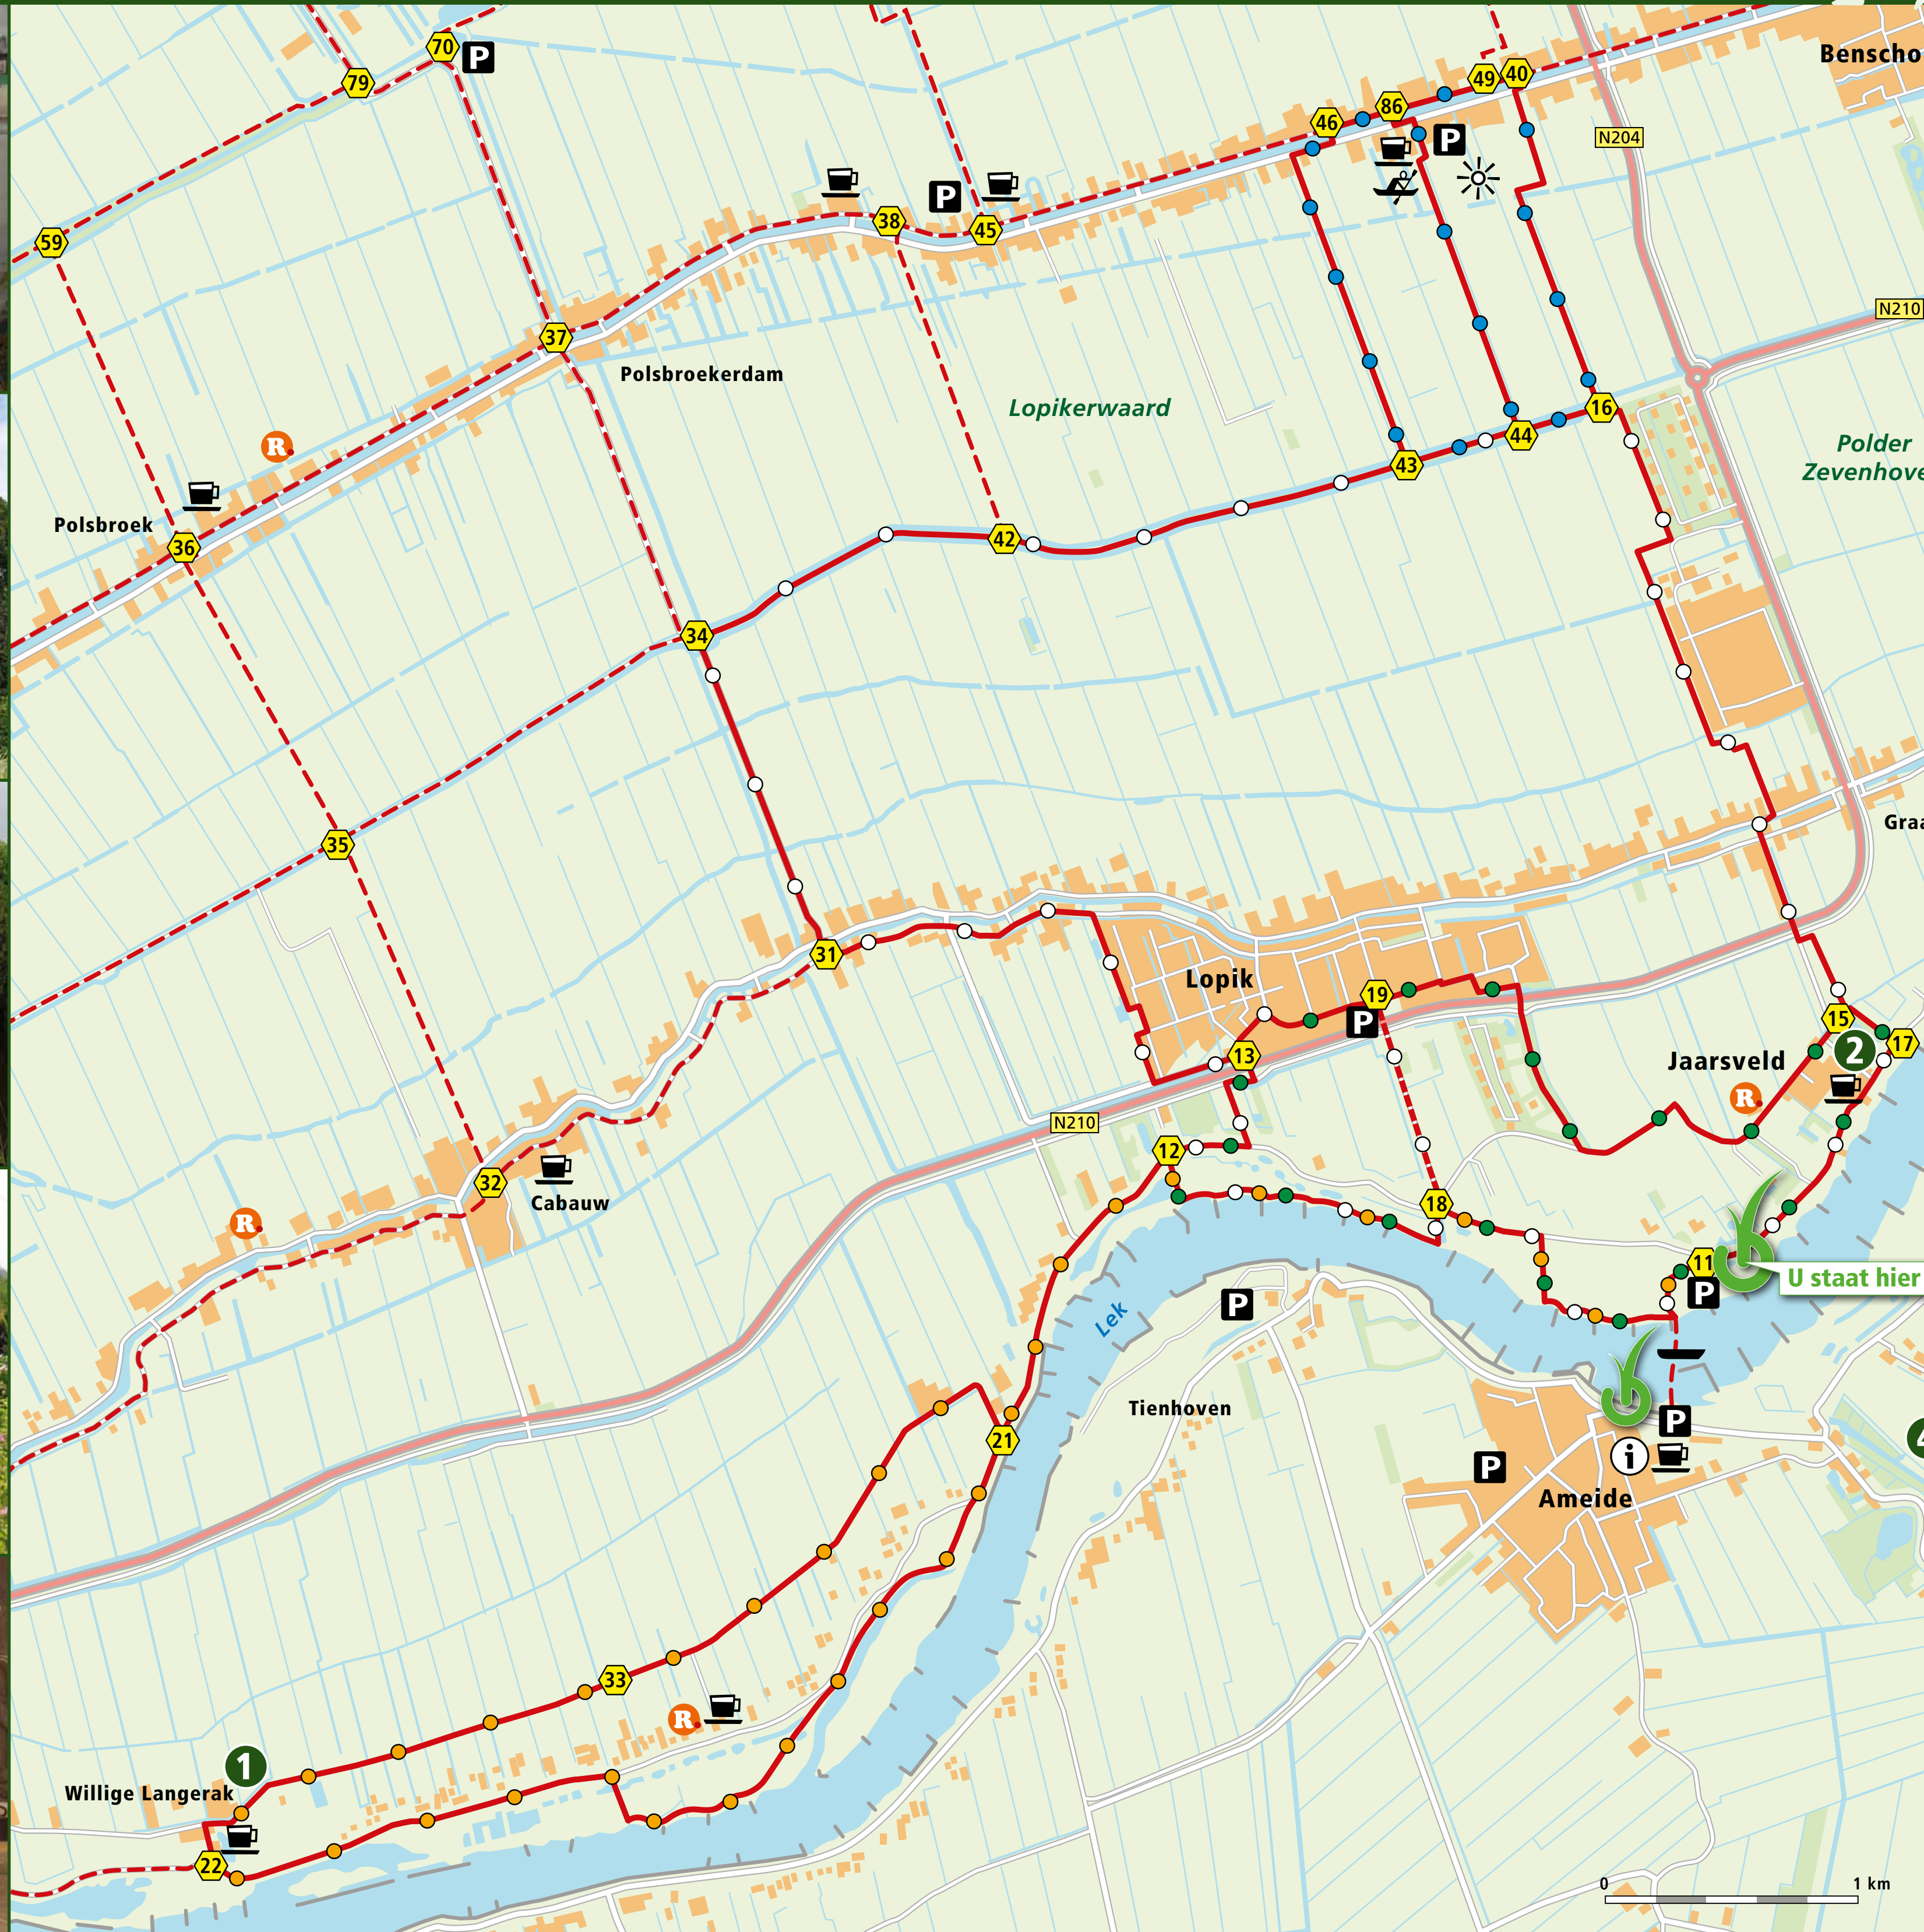 Benscho
70
P
79
49
40
86
46
P
N204
P
38
45
59
N210
37
Polsbroekerdam
Lopikerwaard
16
44
43
Polder
Zevenhove
R
Polsbroek
36
42
34
Graa
35
31
Lopik
19
P
13
15
17
2
Jaarsveld
R
N210
12
32
Cabauw
R
18
11
P
U staat hier
Lek
P
Tienhoven
P
21
P
i
Ameide
4
33
R
1
Willige Langerak
22
0
1 km